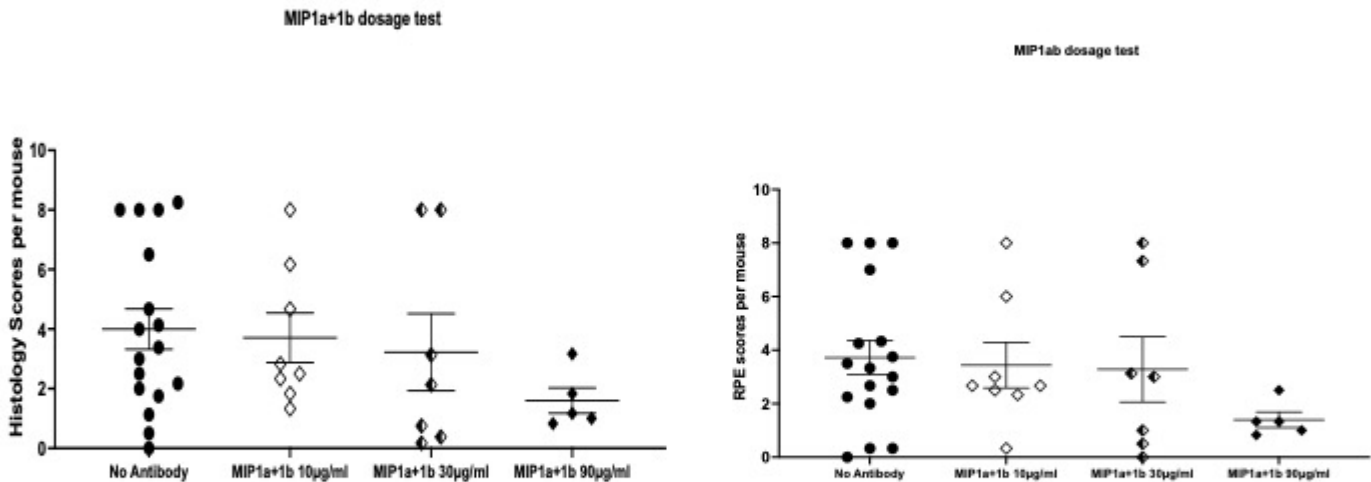 MIP1a+1b dosage test
Histology Scores per mouse
10
8
6
4
2
0
No Antibody MIP1a+1b 10µg/ml MIP1a+1b 30µg/ml MIP1a+1b 90µg/ml
MIP1ab dosage test
RPE scores per mouse
10
8
6
4
2
0
No Antibody MIP1a+1b 10µg/ml MIP1a+1b 30µg/ml MIP1a+1b 90µg/ml